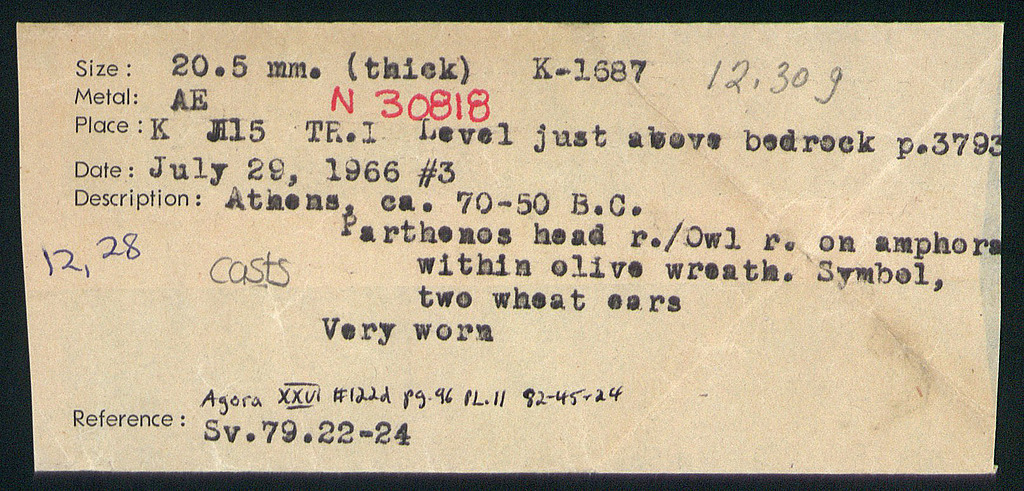 Size: 20.5 mm. (thick) K-1687 12.30 g
Metal: AE N 30818
Place: K 15 TR.I Level just above bedrock p.3793
Date: July 29, 1966 #3
Description: Athens, ca. 70-50 B.C.
Parthenos head r./Owl r. on amphora
12,28 casts within olive wreath. Symbol,
two wheat ears
Very worn
Agora XXVI #122d pg.96 PL.11 82-45-24
Reference: Sv.79.22-24